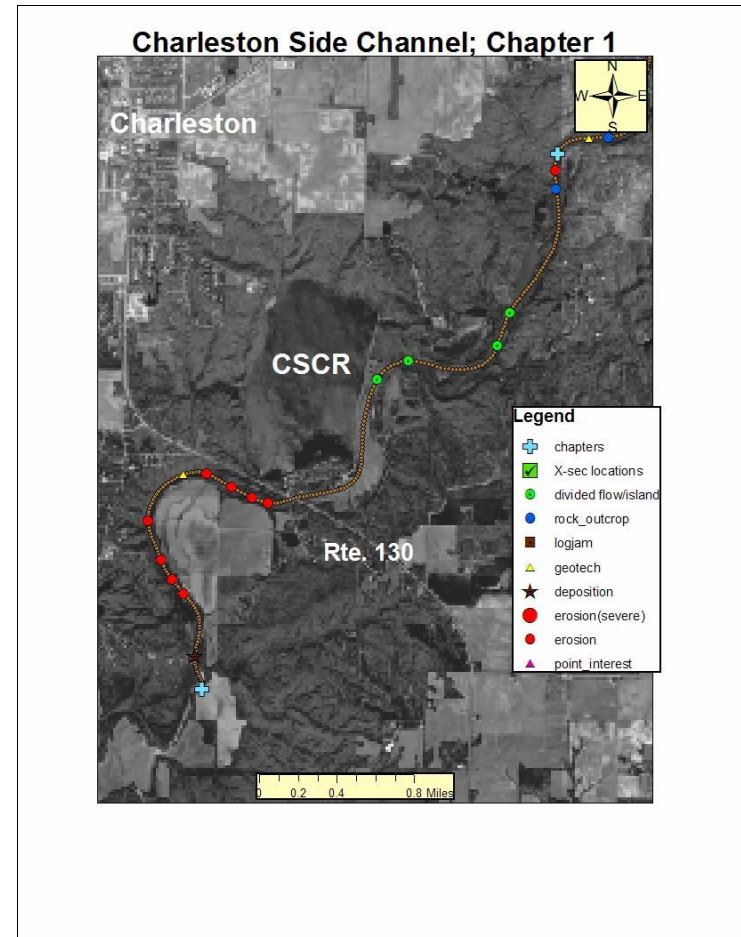 Charleston Side Channel; Chapter 1
N
W E
S
Charleston
CSCR
Legend
chapters
X-sec locations
divided flow/island
rock_outcrop
logjam
geotech
deposition
erosion(severe)
erosion
point_interest
Rte. 130
0 0.2 0.4 0.8 Miles